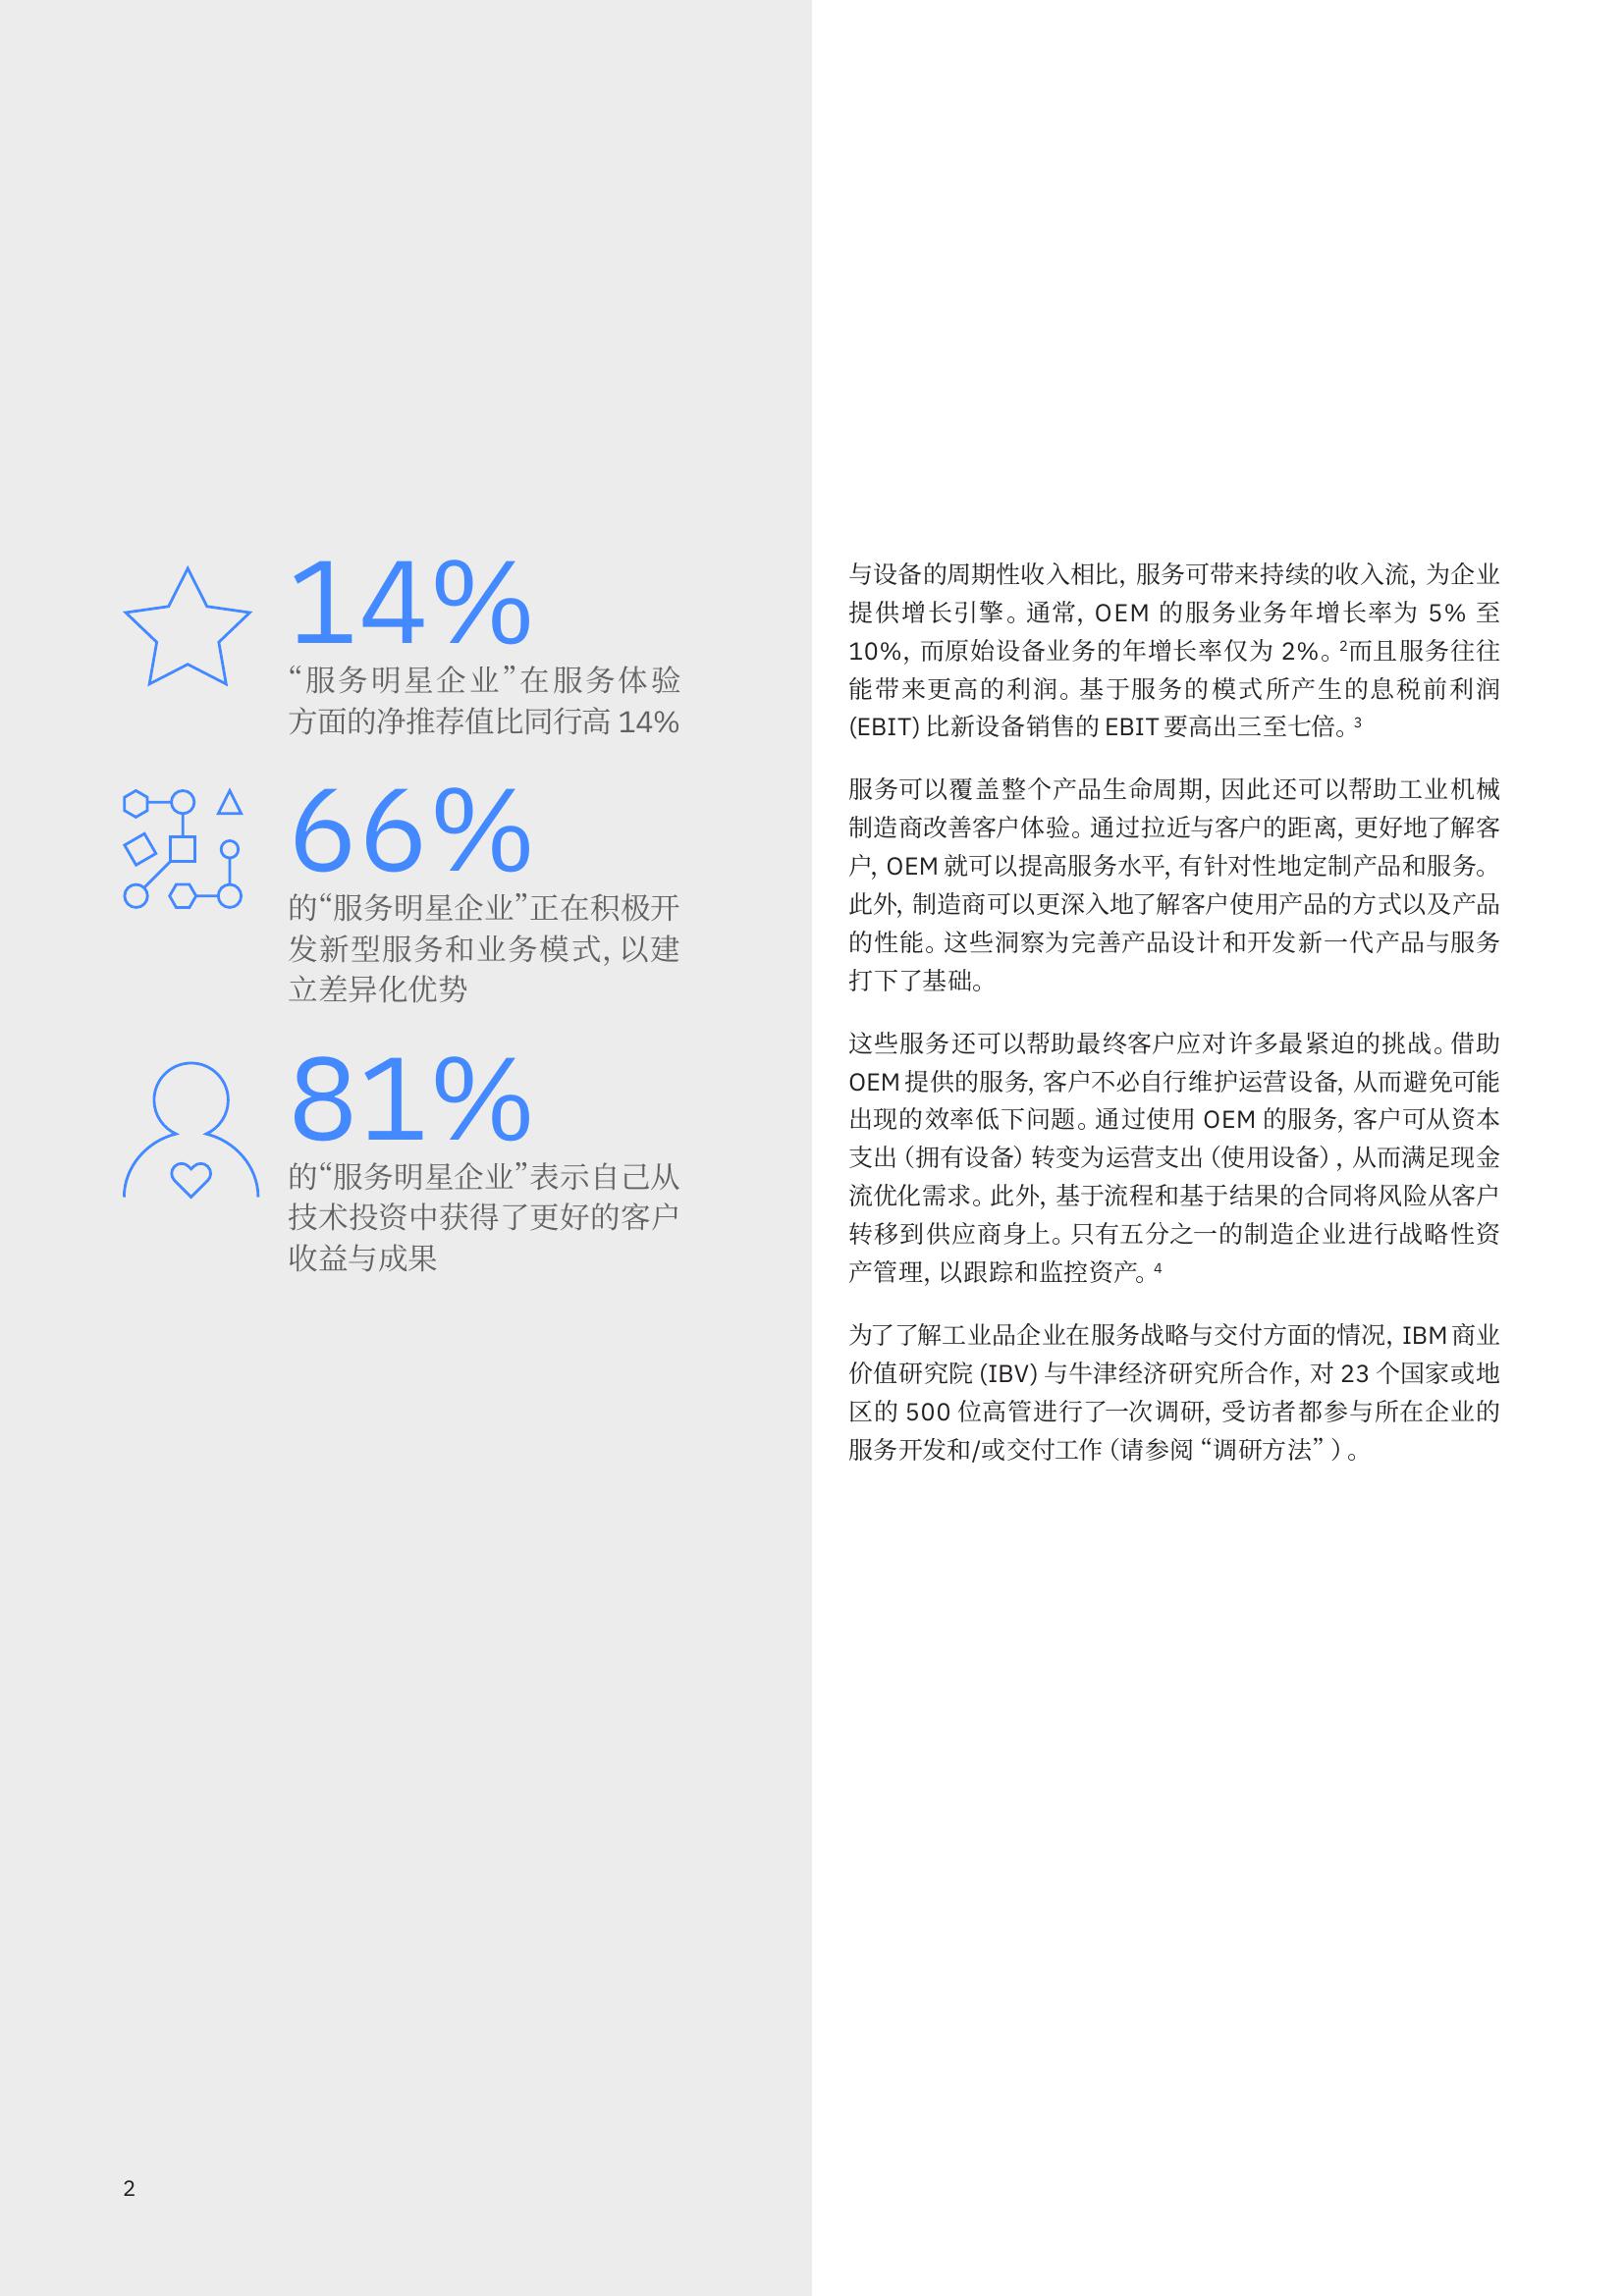 14%
“服务明星企业”在服务体验
方面的净推荐值比同行高 14%
66%
的“服务明星企业”正在积极开
发新型服务和业务模式, 以建
立差异化优势
81%
的“服务明星企业”表示自己从
技术投资中获得了更好的客户
收益与成果
与设备的周期性收入相比, 服务可带来持续的收入流, 为企业
提供增长引擎。通常, OEM 的服务业务年增长率为 5% 至
10%, 而原始设备业务的年增长率仅为 2%。²而且服务往往
能带来更高的利润。基于服务的模式所产生的息税前利润
(EBIT) 比新设备销售的 EBIT 要高出三至七倍。³
服务可以覆盖整个产品生命周期, 因此还可以帮助工业机械
制造商改善客户体验。通过拉近与客户的距离, 更好地了解客
户, OEM 就可以提高服务水平, 有针对性地定制产品和服务。
此外, 制造商可以更深入地了解客户使用产品的方式以及产品
的性能。这些洞察为完善产品设计和开发新一代产品与服务
打下了基础。
这些服务还可以帮助最终客户应对许多最紧迫的挑战。借助
OEM 提供的服务, 客户不必自行维护运营设备, 从而避免可能
出现的效率低下问题。通过使用 OEM 的服务, 客户可从资本
支出（拥有设备）转变为运营支出（使用设备）, 从而满足现金
流优化需求。此外, 基于流程和基于结果的合同将风险从客户
转移到供应商身上。只有五分之一的制造企业进行战略性资
产管理, 以跟踪和监控资产。⁴
为了了解工业品企业在服务战略与交付方面的情况, IBM 商业
价值研究院 (IBV) 与牛津经济研究所合作, 对 23 个国家或地
区的 500 位高管进行了一次调研, 受访者都参与所在企业的
服务开发和/或交付工作（请参阅 “调研方法” ）。
2